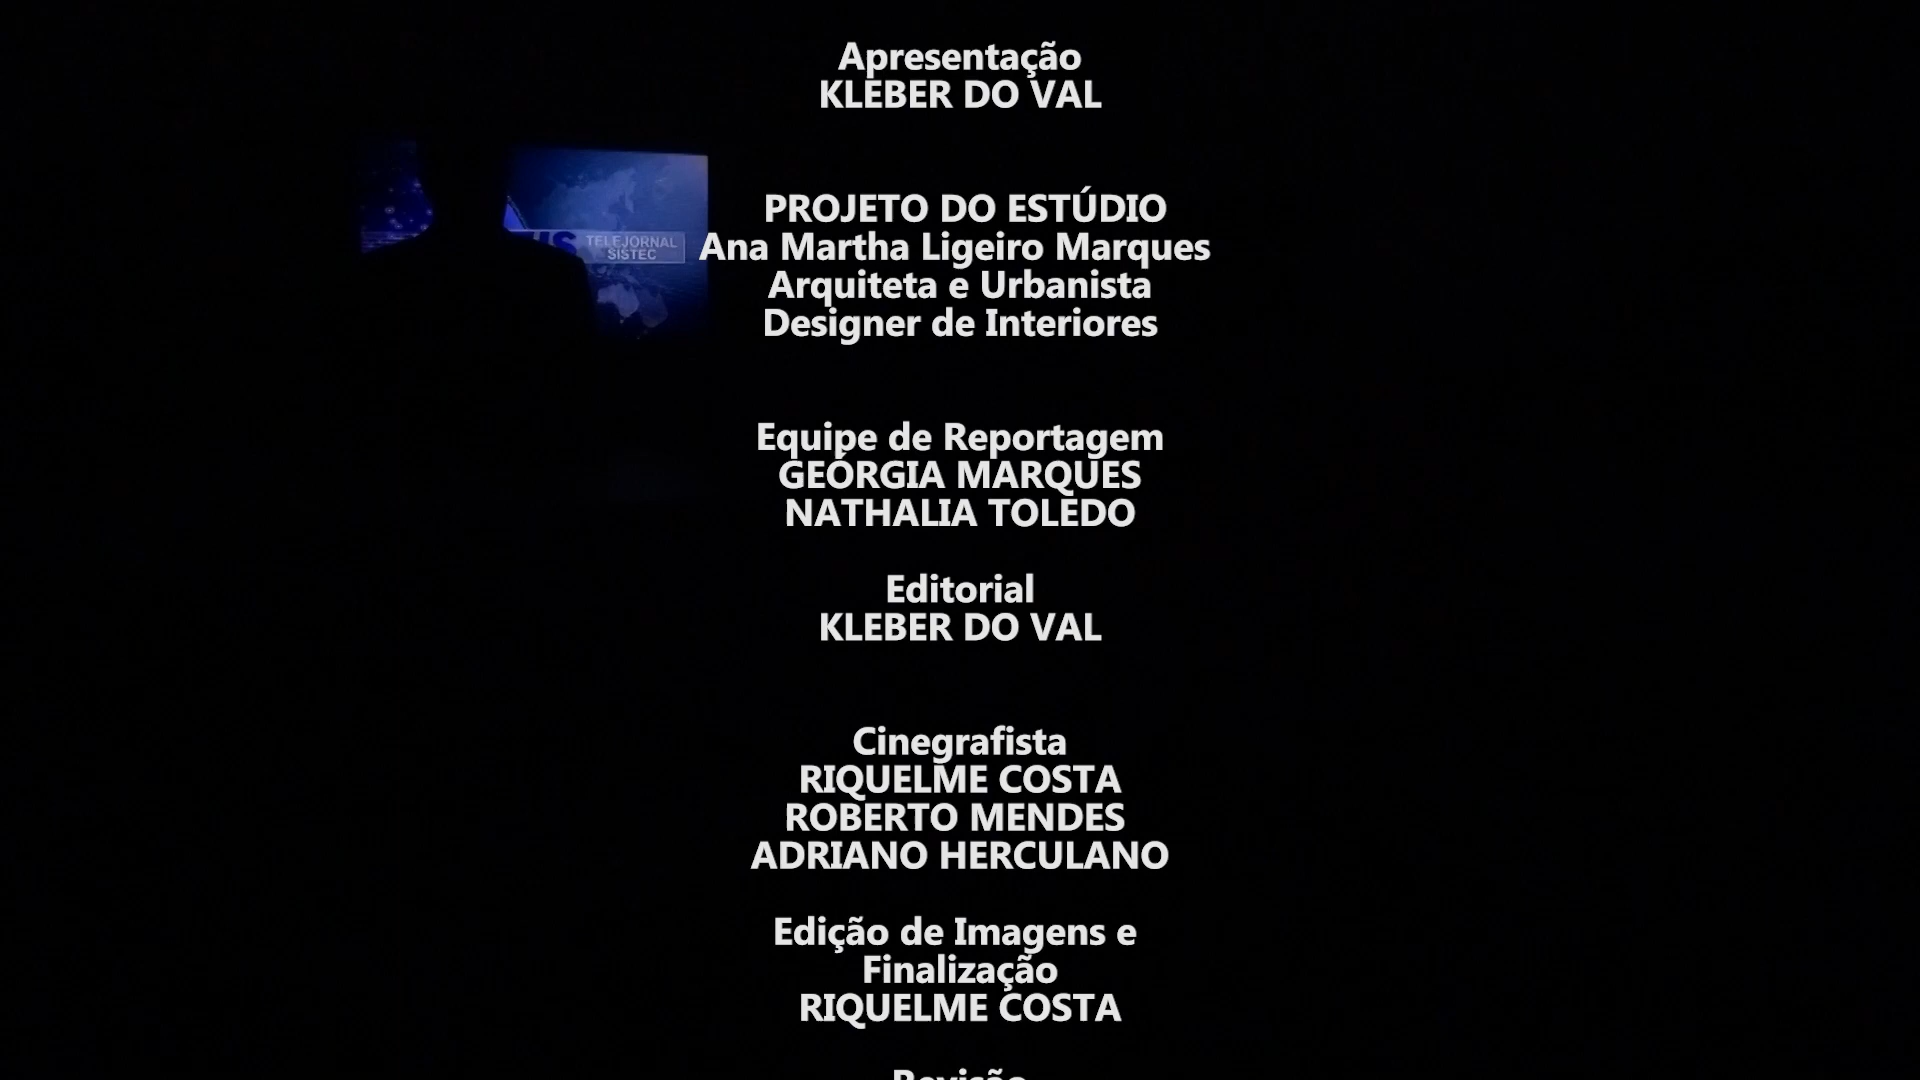 Apresentação
KLEBER DO VAL
PROJETO DO ESTÚDIO
TELEJORNAL
SISTEC
Ana Martha Ligeiro Marques
Arquiteta e Urbanista
Designer de Interiores
Equipe de Reportagem
GEÓRGIA MARQUES
NATHALIA TOLEDO
Editorial
KLEBER DO VAL
Cinegrafista
RIQUELME COSTA
ROBERTO MENDES
ADRIANO HERCULANO
Edição de Imagens e
Finalização
RIQUELME COSTA
Revisão